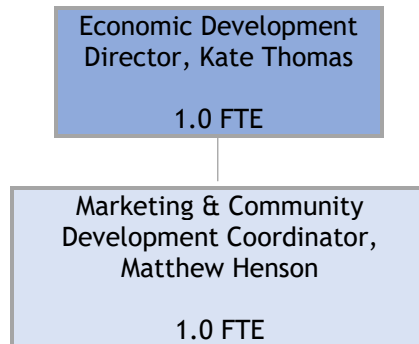 Economic Development
Director, Kate Thomas
1.0 FTE
Marketing & Community
Development Coordinator,
Matthew Henson
1.0 FTE